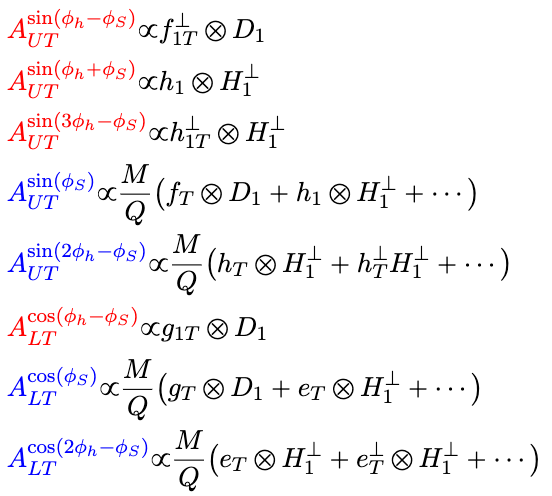 $A_{UT}^{\sin(\phi_h-\phi_S)} \propto f_{1T}^{\perp} \otimes D_1$
$A_{UT}^{\sin(\phi_h+\phi_S)} \propto h_1 \otimes H_1^{\perp}$
$A_{UT}^{\sin(3\phi_h-\phi_S)} \propto h_{1T}^{\perp} \otimes H_1^{\perp}$
$A_{UT}^{\sin(\phi_S)} \propto \frac{M}{Q} \left( f_T \otimes D_1 + h_1 \otimes H_1^{\perp} + \cdots \right)$
$A_{UT}^{\sin(2\phi_h-\phi_S)} \propto \frac{M}{Q} \left( h_T \otimes H_1^{\perp} + h_T^{\perp} H_1^{\perp} + \cdots \right)$
$A_{LT}^{\cos(\phi_h-\phi_S)} \propto g_{1T} \otimes D_1$
$A_{LT}^{\cos(\phi_S)} \propto \frac{M}{Q} \left( g_T \otimes D_1 + e_T \otimes H_1^{\perp} + \cdots \right)$
$A_{LT}^{\cos(2\phi_h-\phi_S)} \propto \frac{M}{Q} \left( e_T \otimes H_1^{\perp} + e_T^{\perp} \otimes H_1^{\perp} + \cdots \right)$